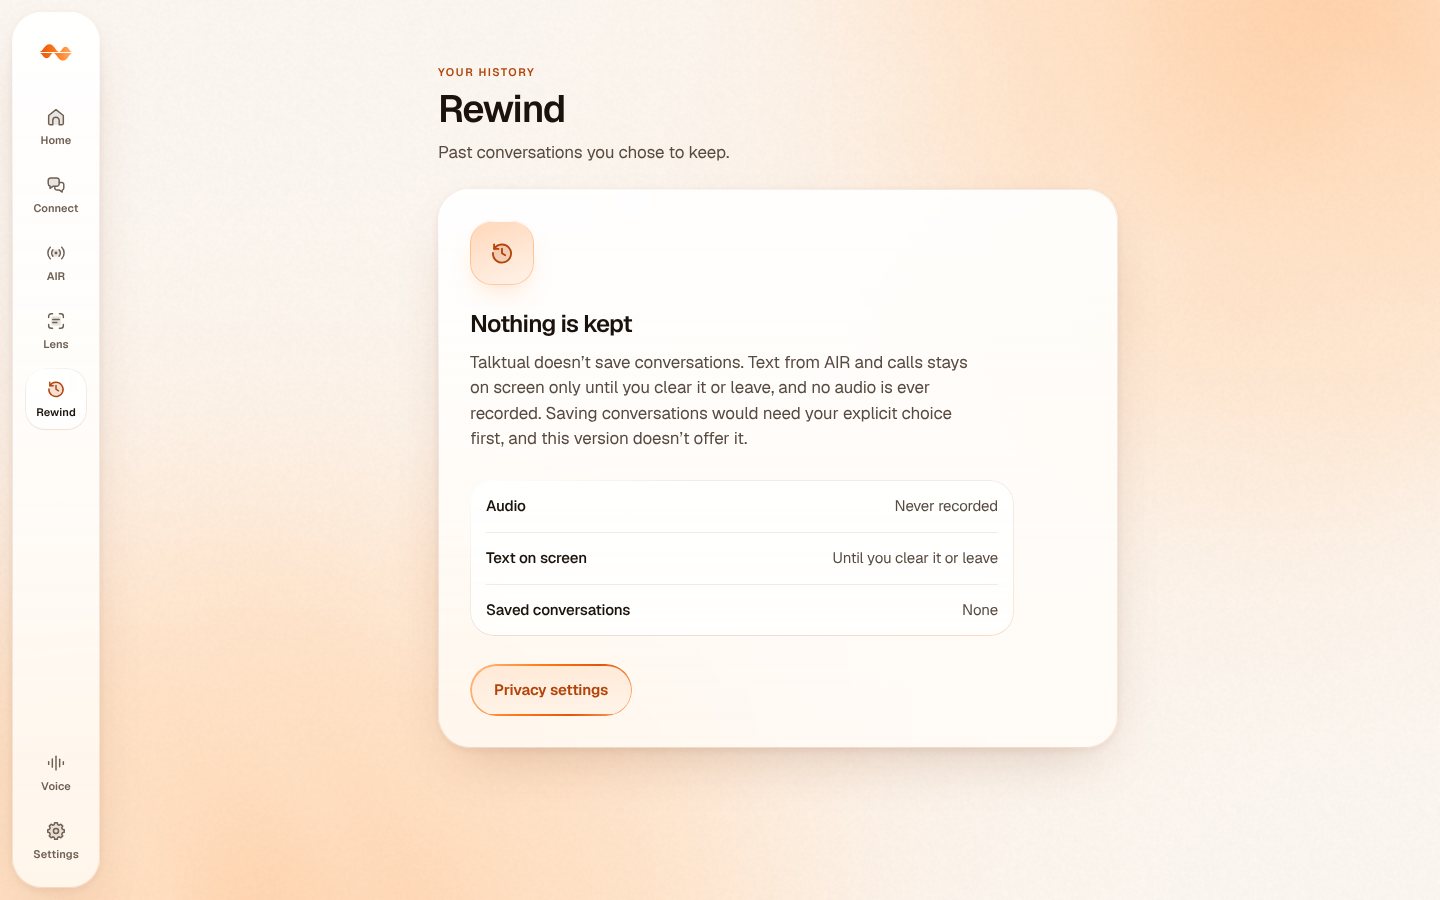 Home
Connect
AIR
Lens
Rewind
Voice
Settings
YOUR HISTORY
Rewind
Past conversations you chose to keep.
Nothing is kept
Talktual doesn’t save conversations. Text from AIR and calls stays
on screen only until you clear it or leave, and no audio is ever
recorded. Saving conversations would need your explicit choice
first, and this version doesn’t offer it.
Audio Never recorded
Text on screen Until you clear it or leave
Saved conversations None
Privacy settings